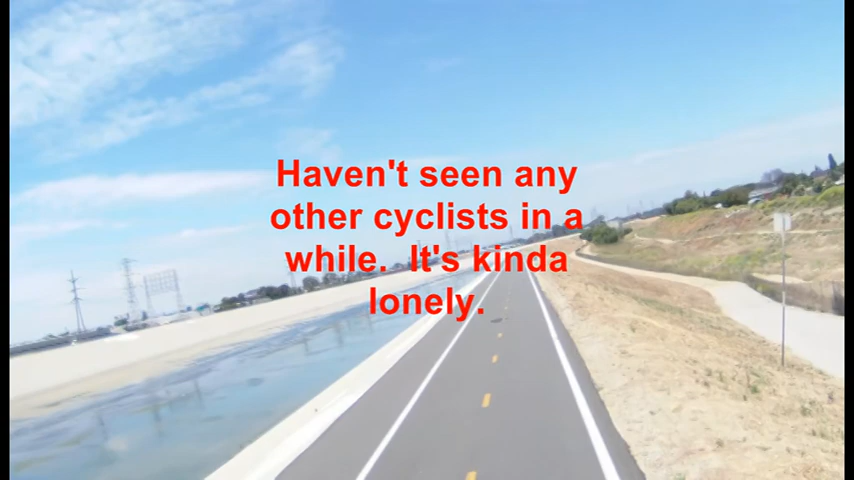 Haven't seen any
other cyclists in a
while.  It's kinda
lonely.